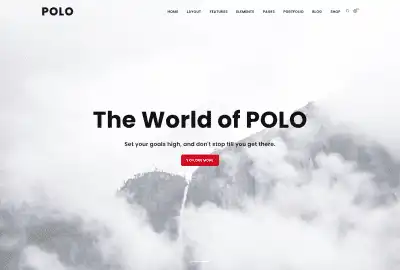 POLO
HOME LAYOUT FEATURES ELEMENTS PAGES PORTFOLIO BLOG SHOP
The World of POLO
Set your goals high, and don't stop till you get there.
EXPLORE MORE